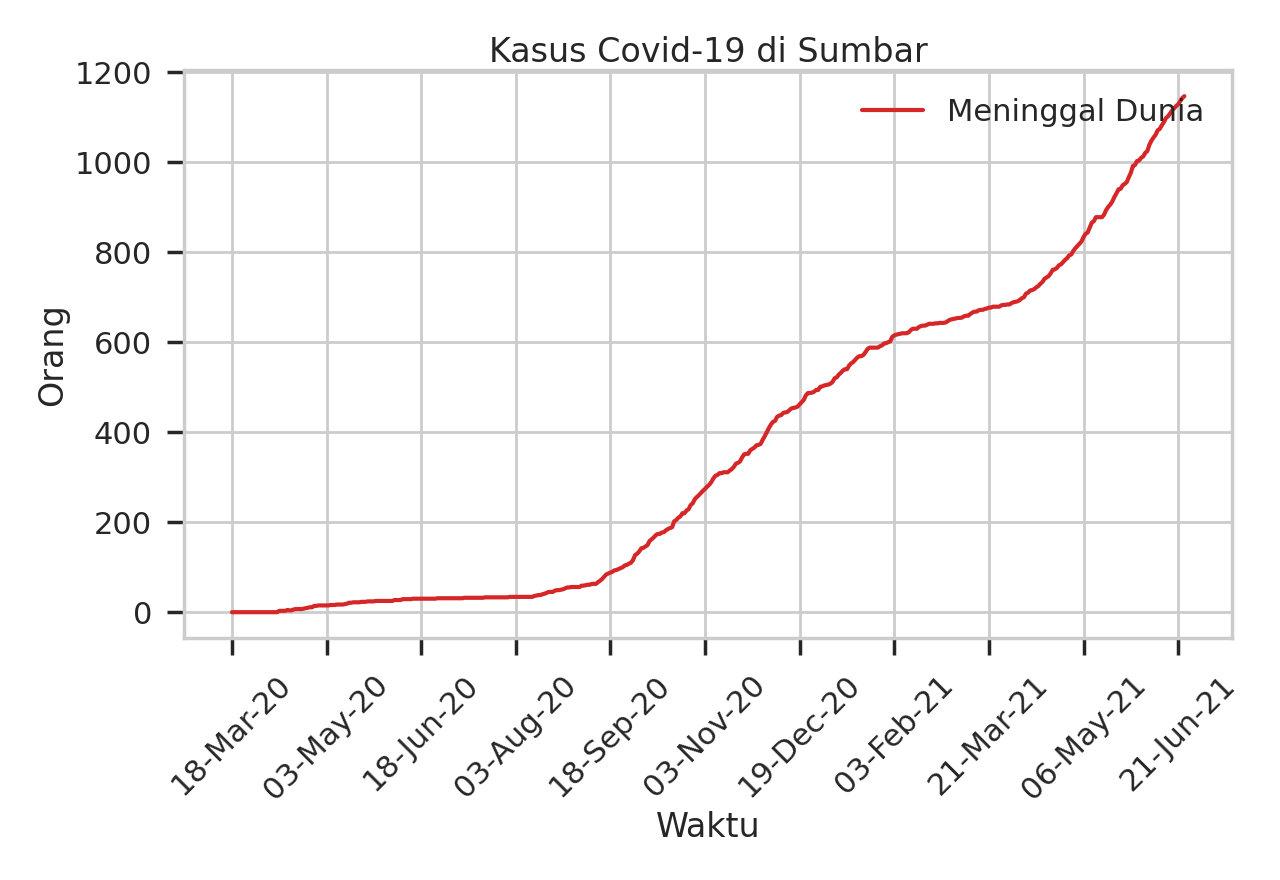 Kasus Covid-19 di Sumbar
Meninggal Dunia
1200
1000
800
600
400
200
0
Orang
18-Mar-20
03-May-20
18-Jun-20
03-Aug-20
18-Sep-20
03-Nov-20
19-Dec-20
03-Feb-21
21-Mar-21
06-May-21
21-Jun-21
Waktu